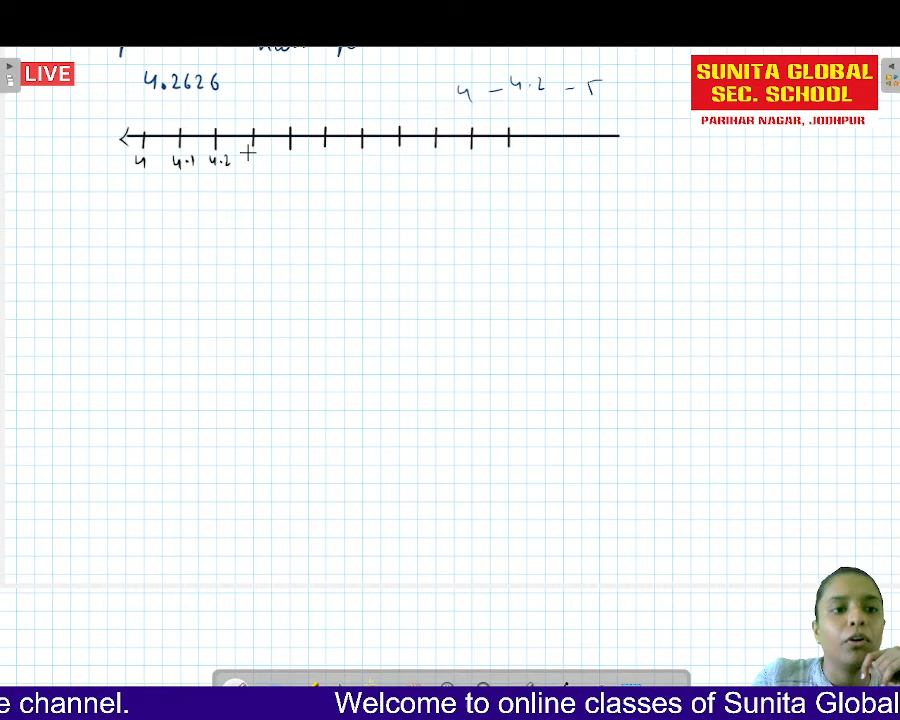 LIVE
SUNITA GLOBAL
SEC. SCHOOL
PARIHAR NAGAR, JODHPUR
4.2626
4 - 4.2 - 5
4 4.1 4.2
e channel. Welcome to online classes of Sunita Global